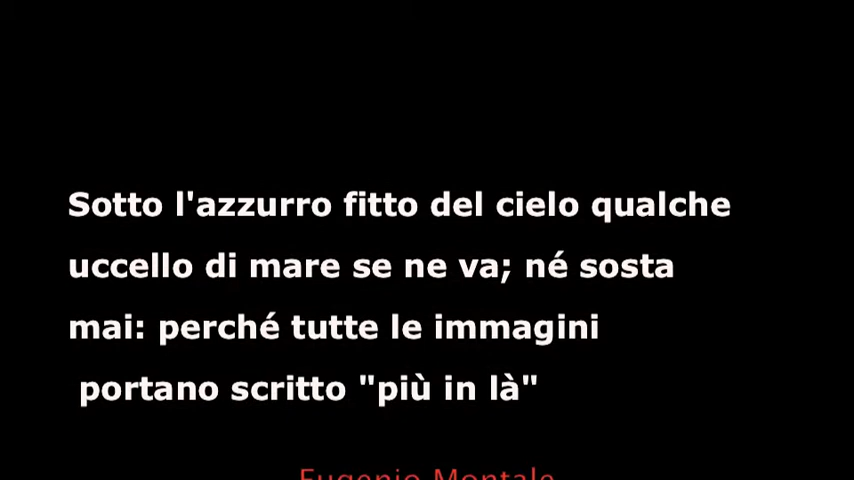 Sotto l'azzurro fitto del cielo qualche
uccello di mare se ne va; né sosta
mai: perché tutte le immagini
portano scritto "più in là"
Eugenio Montale